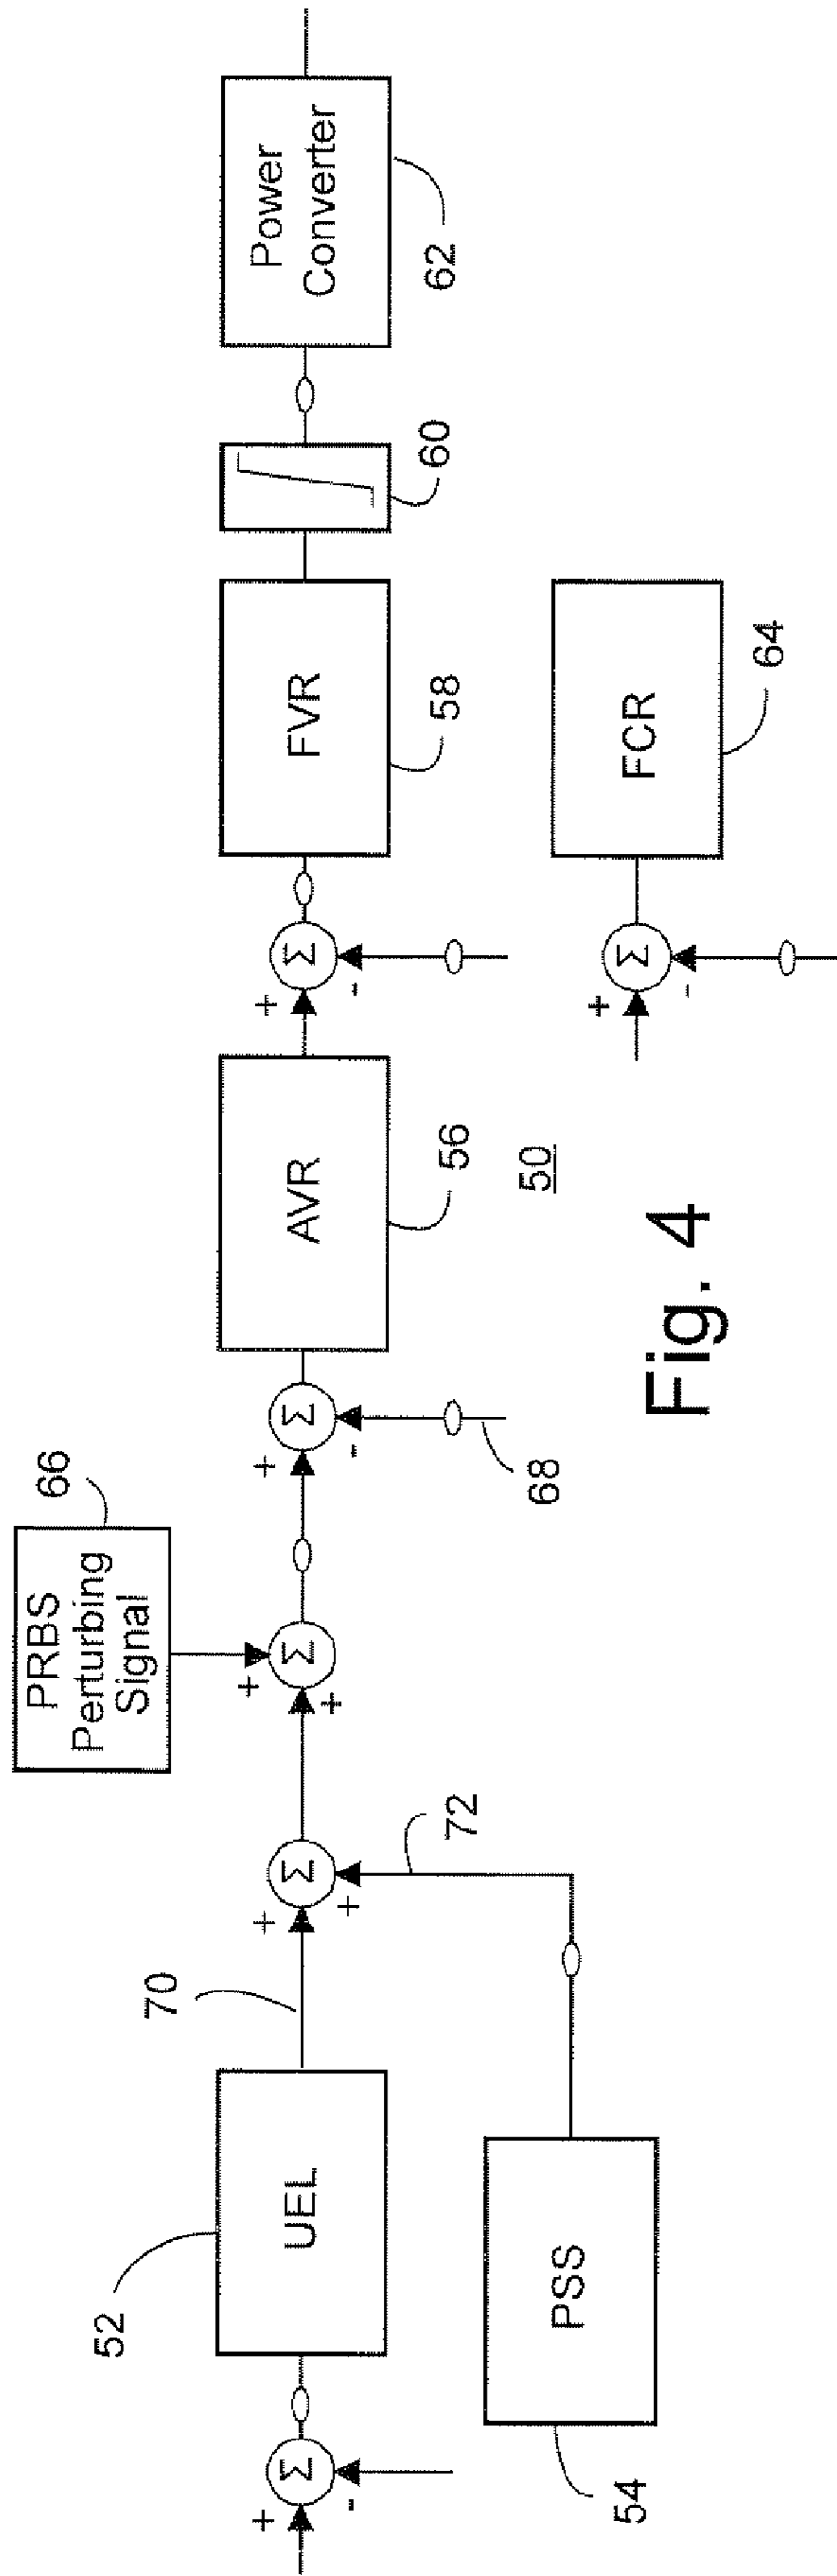 66
PRBS
Perturbing
Signal
+
+
Σ
52
UEL
70
+
+
Σ
+
-
Σ
+
-
Σ
68
AVR
56
+
-
Σ
FVR
58
60
Power
Converter
62
PSS
54
72
50
+
-
Σ
FCR
64
Fig. 4